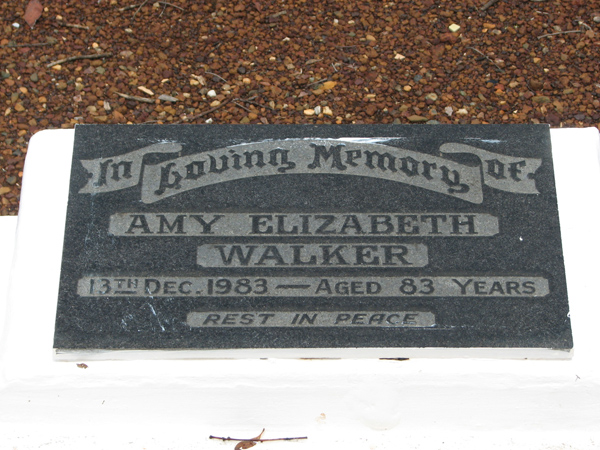 In Loving Memory of
AMY ELIZABETH
WALKER
13TH DEC. 1983 — AGED 83 YEARS
REST IN PEACE